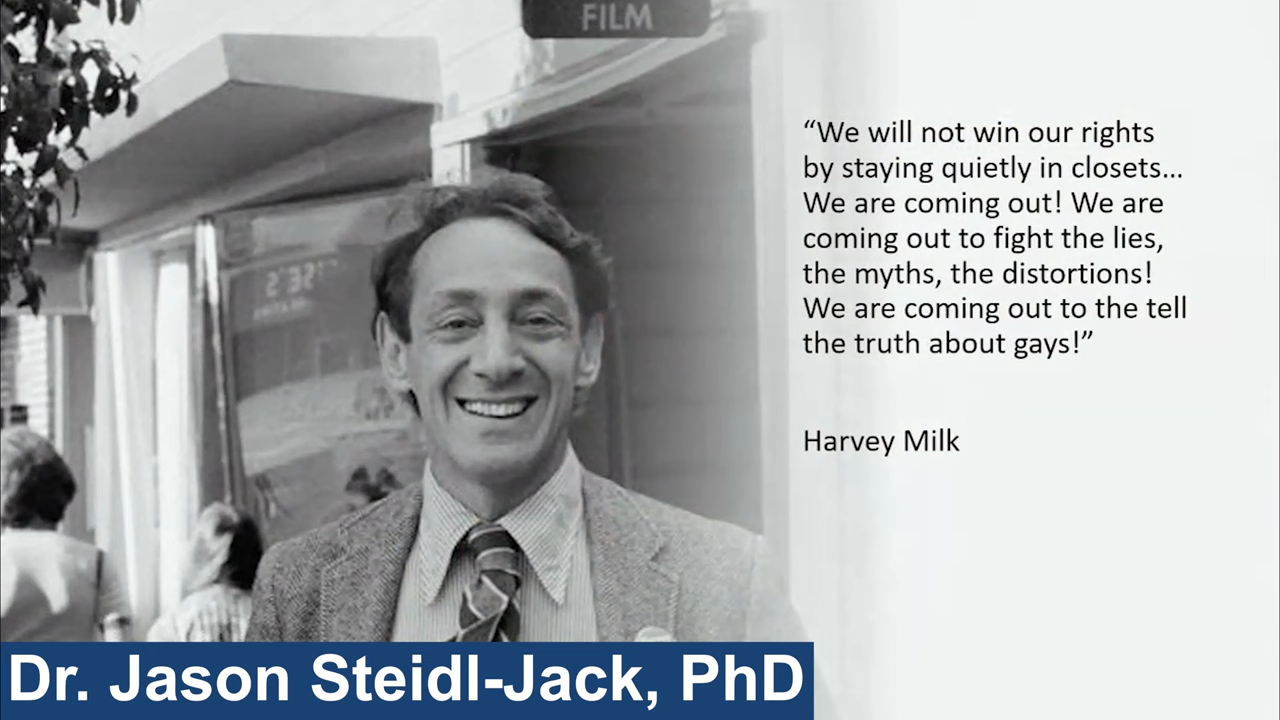 FILM
“We will not win our rights
by staying quietly in closets...
We are coming out! We are
coming out to fight the lies,
the myths, the distortions!
We are coming out to the tell
the truth about gays!”
Harvey Milk
Dr. Jason Steidl-Jack, PhD